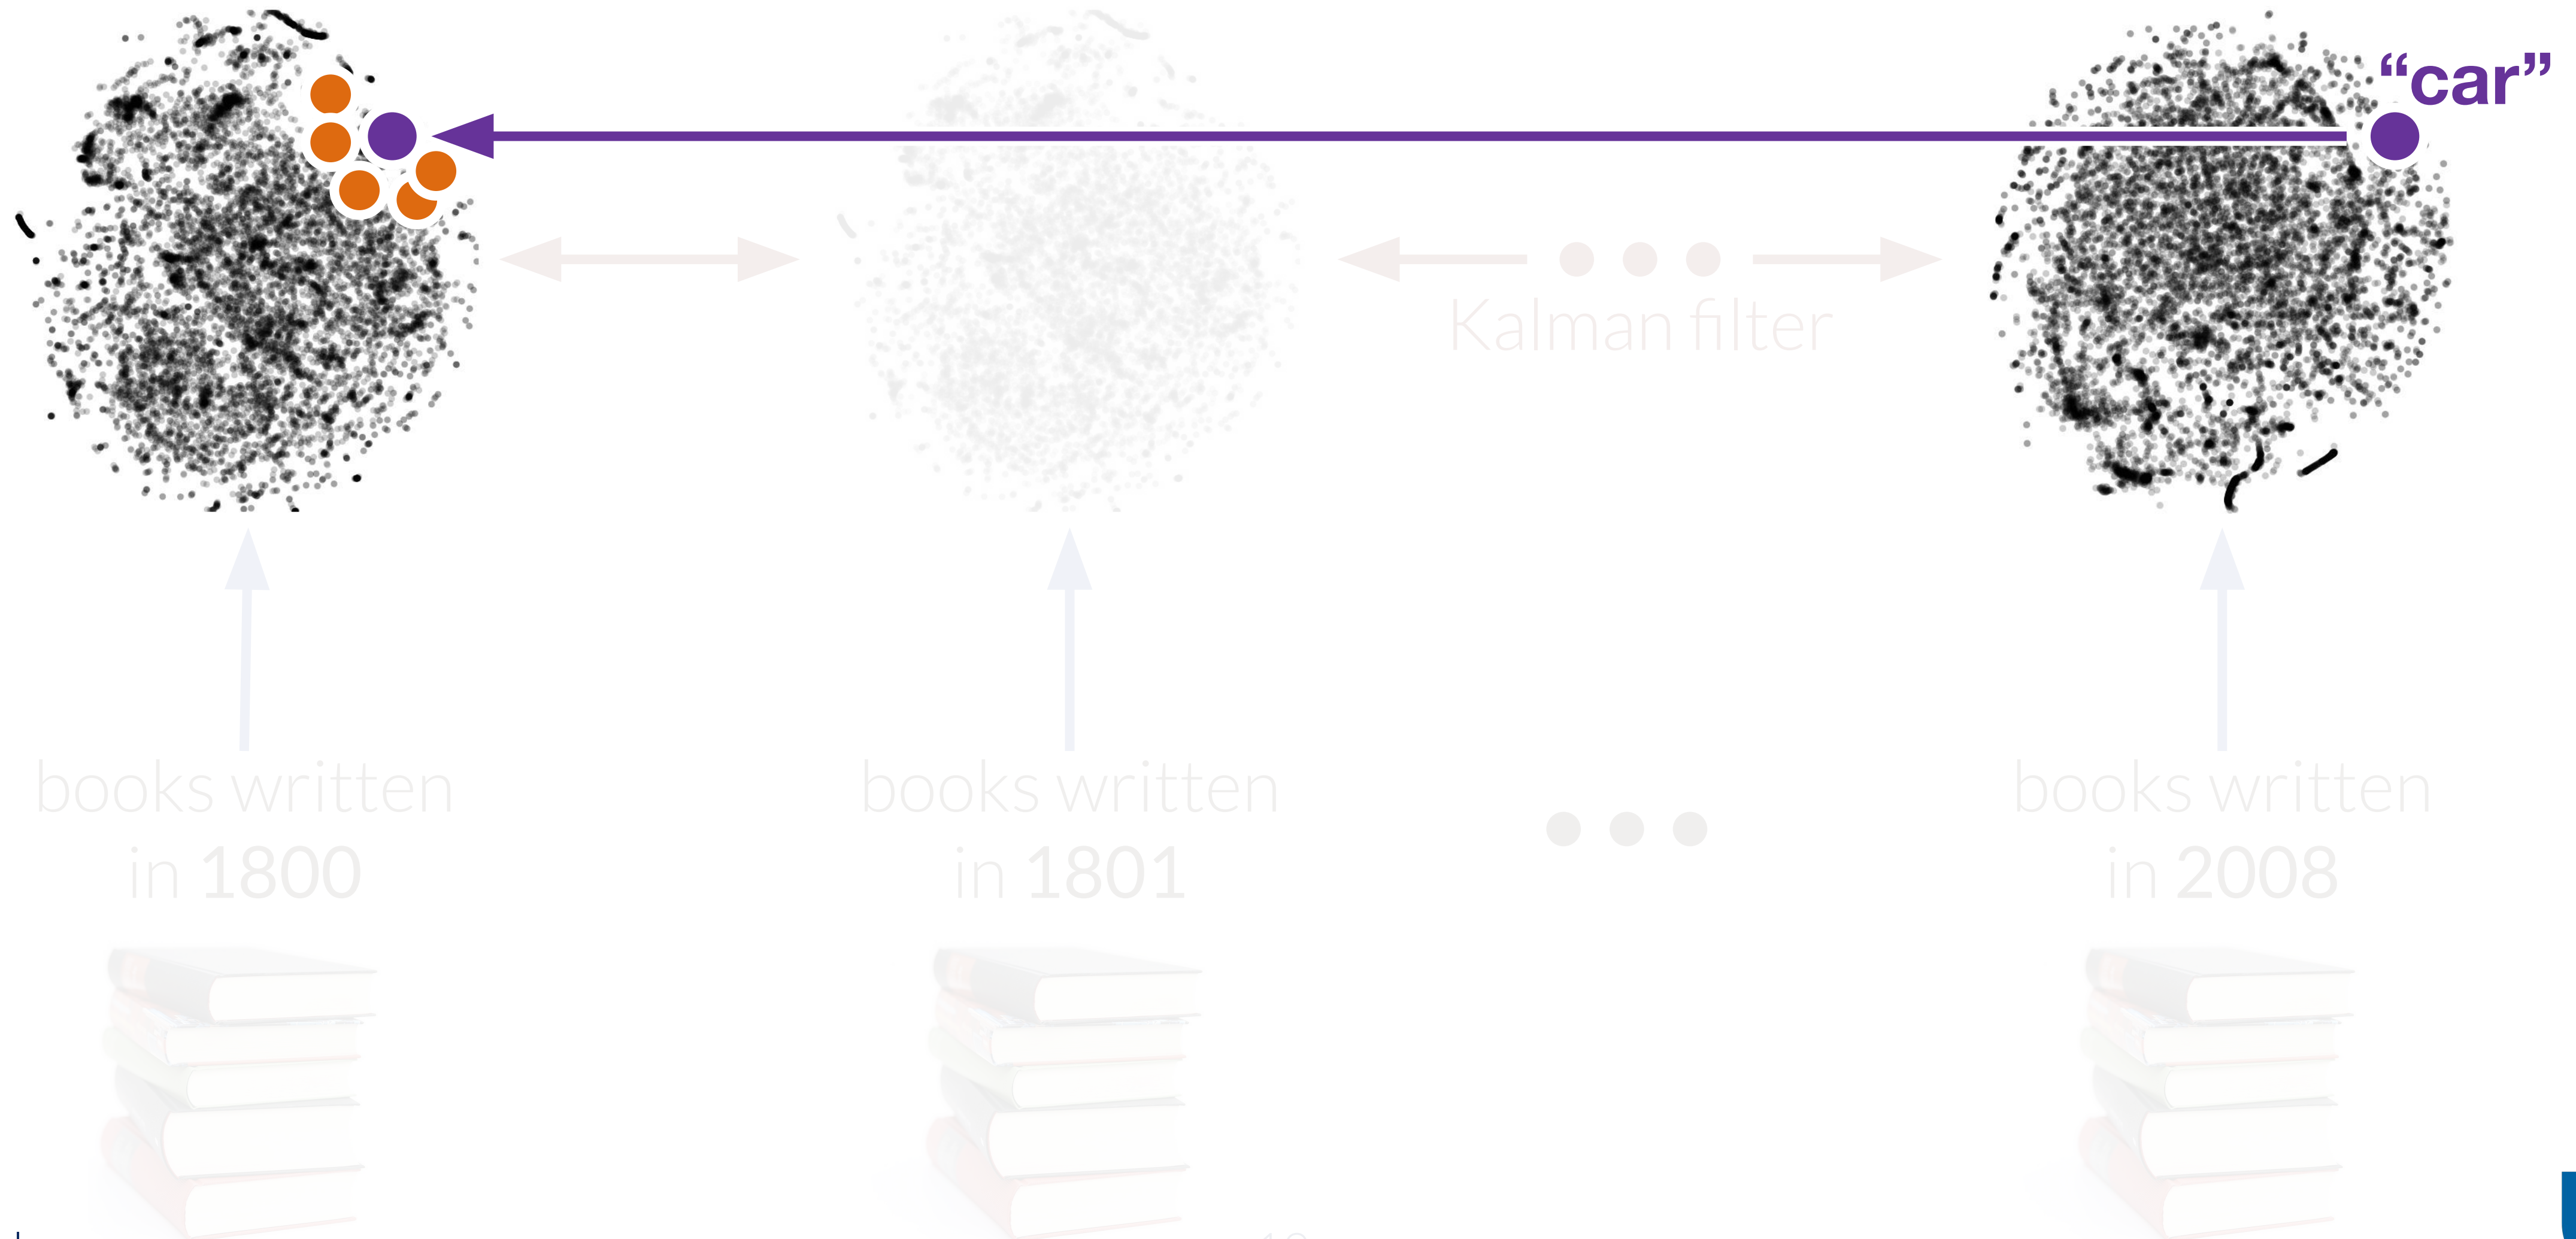 “car”
Kalman filter
books written
in 1800
books written
in 1801
books written
in 2008